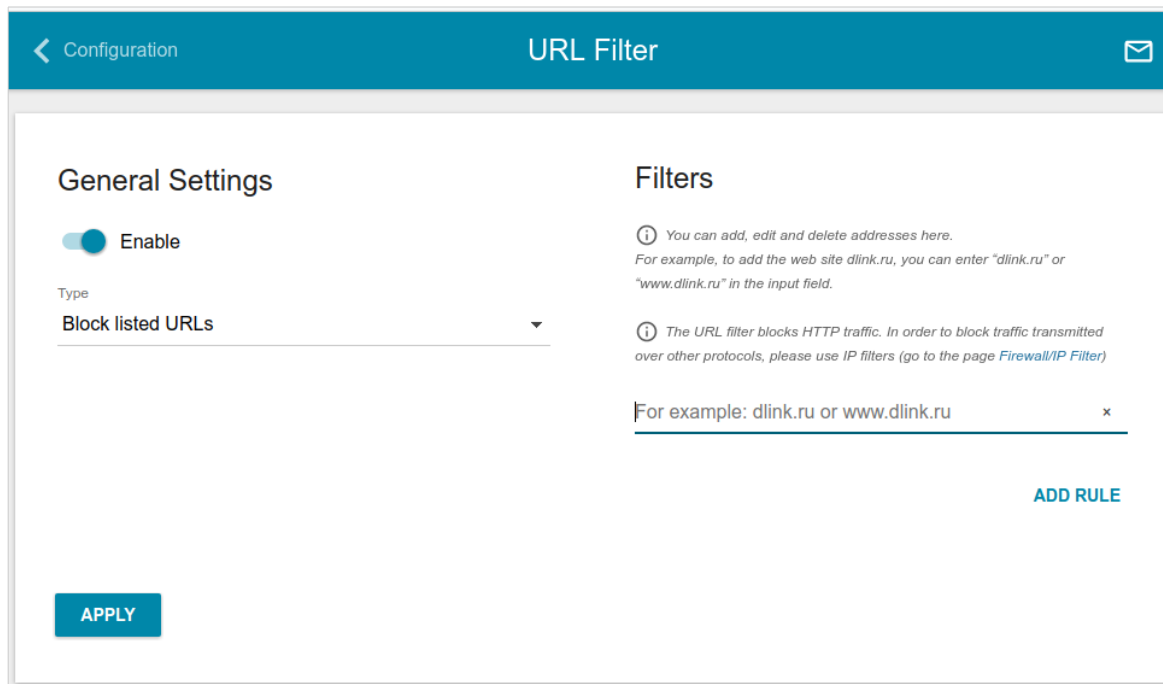 Configuration
URL Filter
General Settings
Enable
Type
Block listed URLs
APPLY
Filters
You can add, edit and delete addresses here.
For example, to add the web site dlink.ru, you can enter “dlink.ru” or
“www.dlink.ru” in the input field.
The URL filter blocks HTTP traffic. In order to block traffic transmitted
over other protocols, please use IP filters (go to the page Firewall/IP Filter)
For example: dlink.ru or www.dlink.ru
ADD RULE